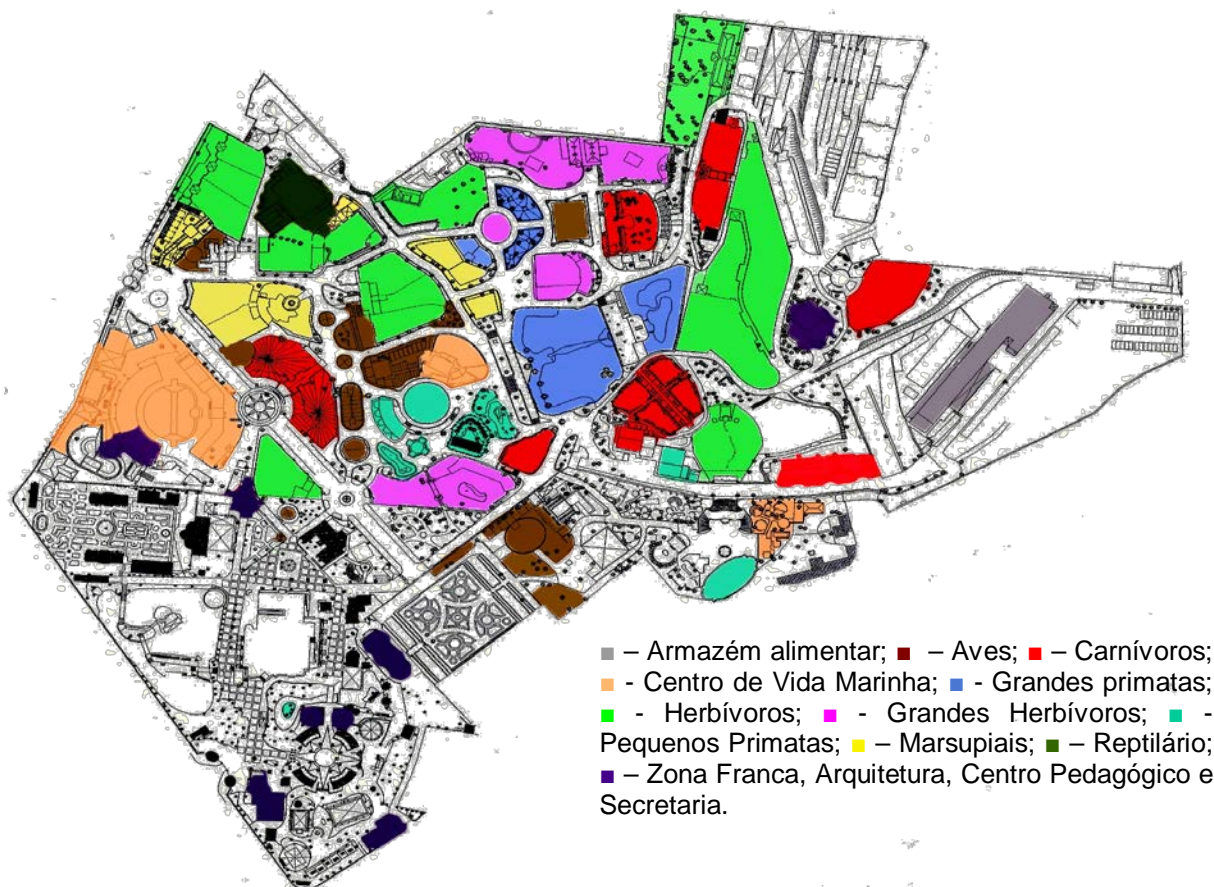 ■ – Armazém alimentar; ■ – Aves; ■ – Carnívoros;
■ - Centro de Vida Marinha; ■ - Grandes primatas;
■ - Herbívoros; ■ - Grandes Herbívoros; ■ -
Pequenos Primatas; ■ – Marsupiais; ■ – Reptilário;
■ – Zona Franca, Arquitetura, Centro Pedagógico e
Secretaria.